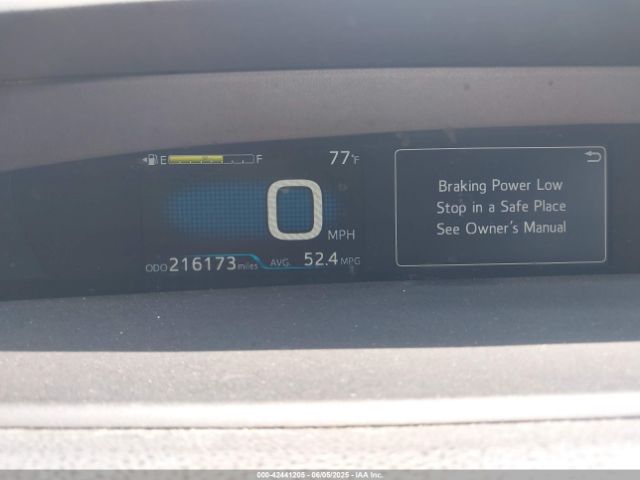 E F 77°F
0 MPH
ODO 216173 miles AVG. 52.4 MPG
Braking Power Low
Stop in a Safe Place
See Owner's Manual
000-42441205 - 06/05/2025 - IAA Inc.